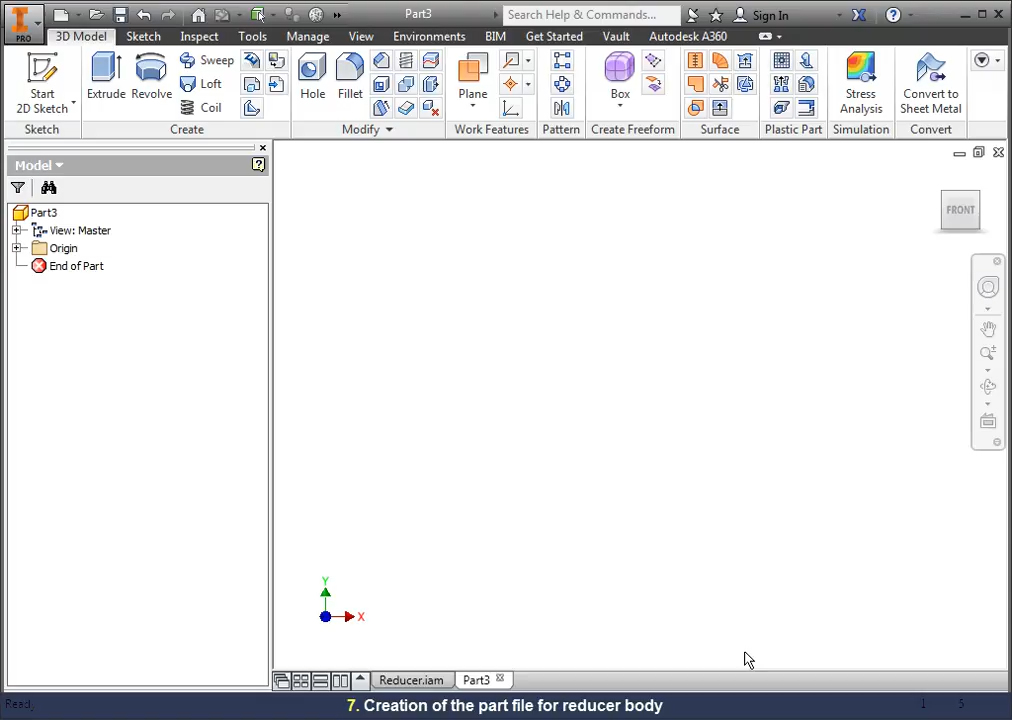 Part3
Search Help & Commands...
Sign In
PRO
3D Model
Sketch
Inspect
Tools
Manage
View
Environments
BIM
Get Started
Vault
Autodesk A360
Start
2D Sketch
Extrude
Revolve
Sweep
Loft
Coil
Hole
Fillet
Plane
Box
Stress
Analysis
Convert to
Sheet Metal
Sketch
Create
Modify
Work Features
Pattern
Create Freeform
Surface
Plastic Part
Simulation
Convert
Model
Part3
View: Master
Origin
End of Part
FRONT
Y
X
Reducer.iam
Part3
Ready
1
5
7. Creation of the part file for reducer body